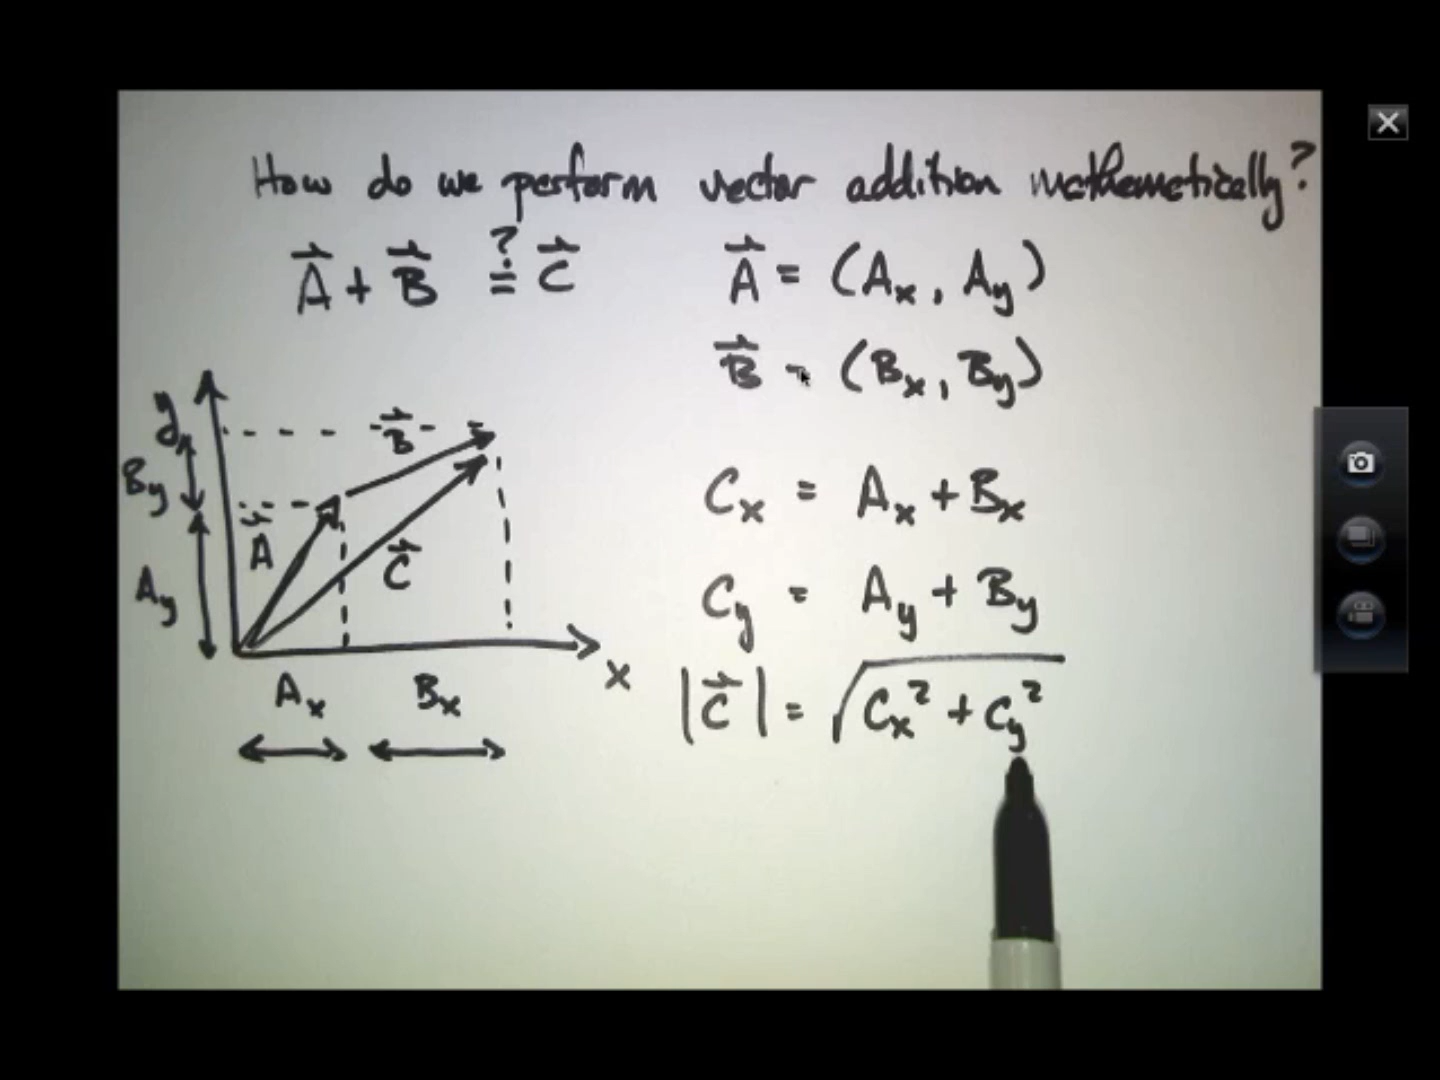 How do we perform vector addition mathemetically?
A⃗ + B⃗ ≟ C⃗
A⃗ = (Ax, Ay)
B⃗ = (Bx, By)
Cx = Ax + Bx
Cy = Ay + By
|C⃗| = √(Cx² + Cy²)
y
B⃗
By
A⃗
C⃗
Ay
x
Ax
Bx